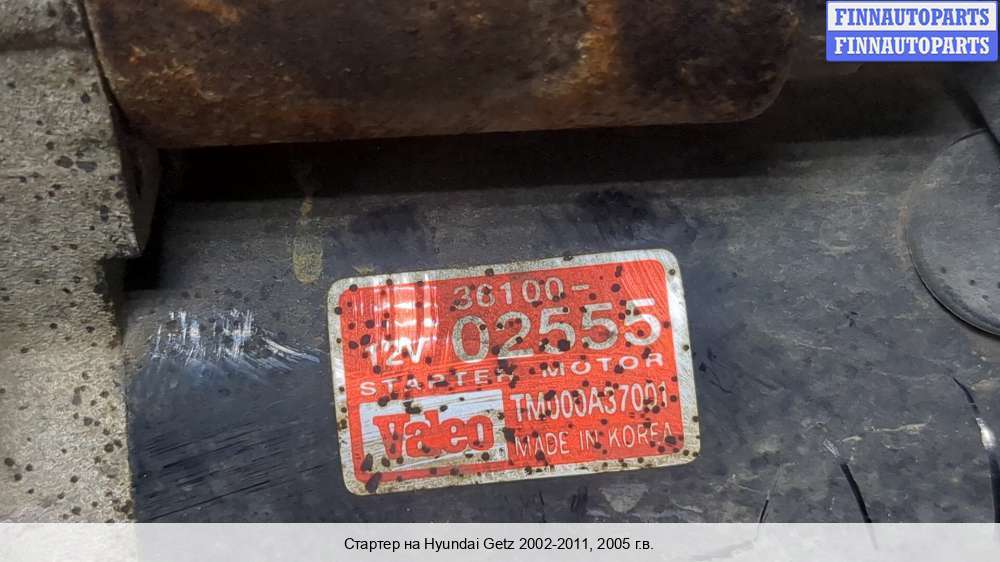 FINNAUTOPARTS
FINNAUTOPARTS
36100-
12V 02555
STARTER MOTOR
Valeo TM000A37001
MADE IN KOREA
Стартер на Hyundai Getz 2002-2011, 2005 г.в.